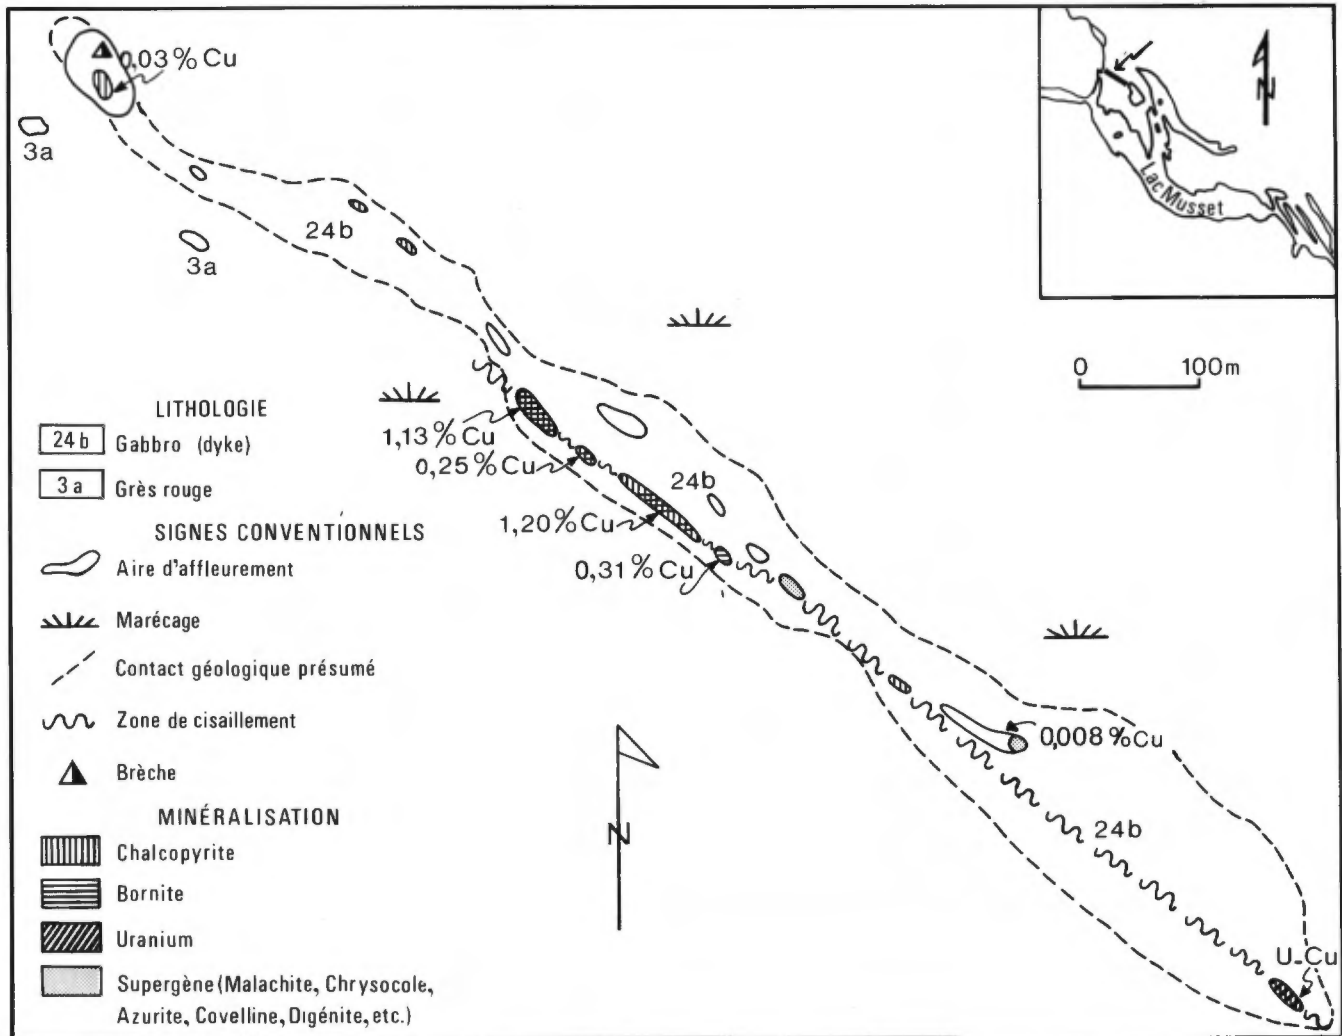 0,03% Cu
3a
3a
24b
Lac Musset
N
0 100m
LITHOLOGIE
24b Gabbro (dyke)
3a Grès rouge
SIGNES CONVENTIONNELS
Aire d'affleurement
Marécage
Contact géologique présumé
Zone de cisaillement
Brèche
MINÉRALISATION
Chalcopyrite
Bornite
Uranium
Supergène (Malachite, Chrysocole,
Azurite, Covelline, Digénite, etc.)
1,13% Cu
0,25% Cu
24b
1,20% Cu
0,31% Cu
0,008% Cu
N
24b
U-Cu